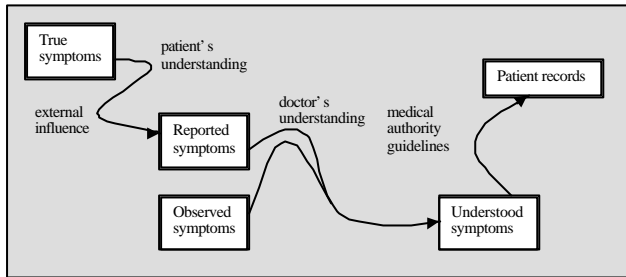 True
symptoms
patient's
understanding
external
influence
Reported
symptoms
Observed
symptoms
doctor's
understanding
medical
authority
guidelines
Patient records
Understood
symptoms